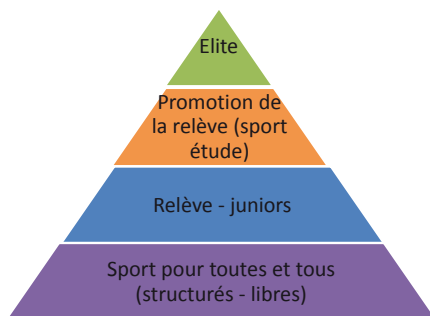 Elite
Promotion de
la relève (sport
étude)
Relève - juniors
Sport pour toutes et tous
(structurés - libres)